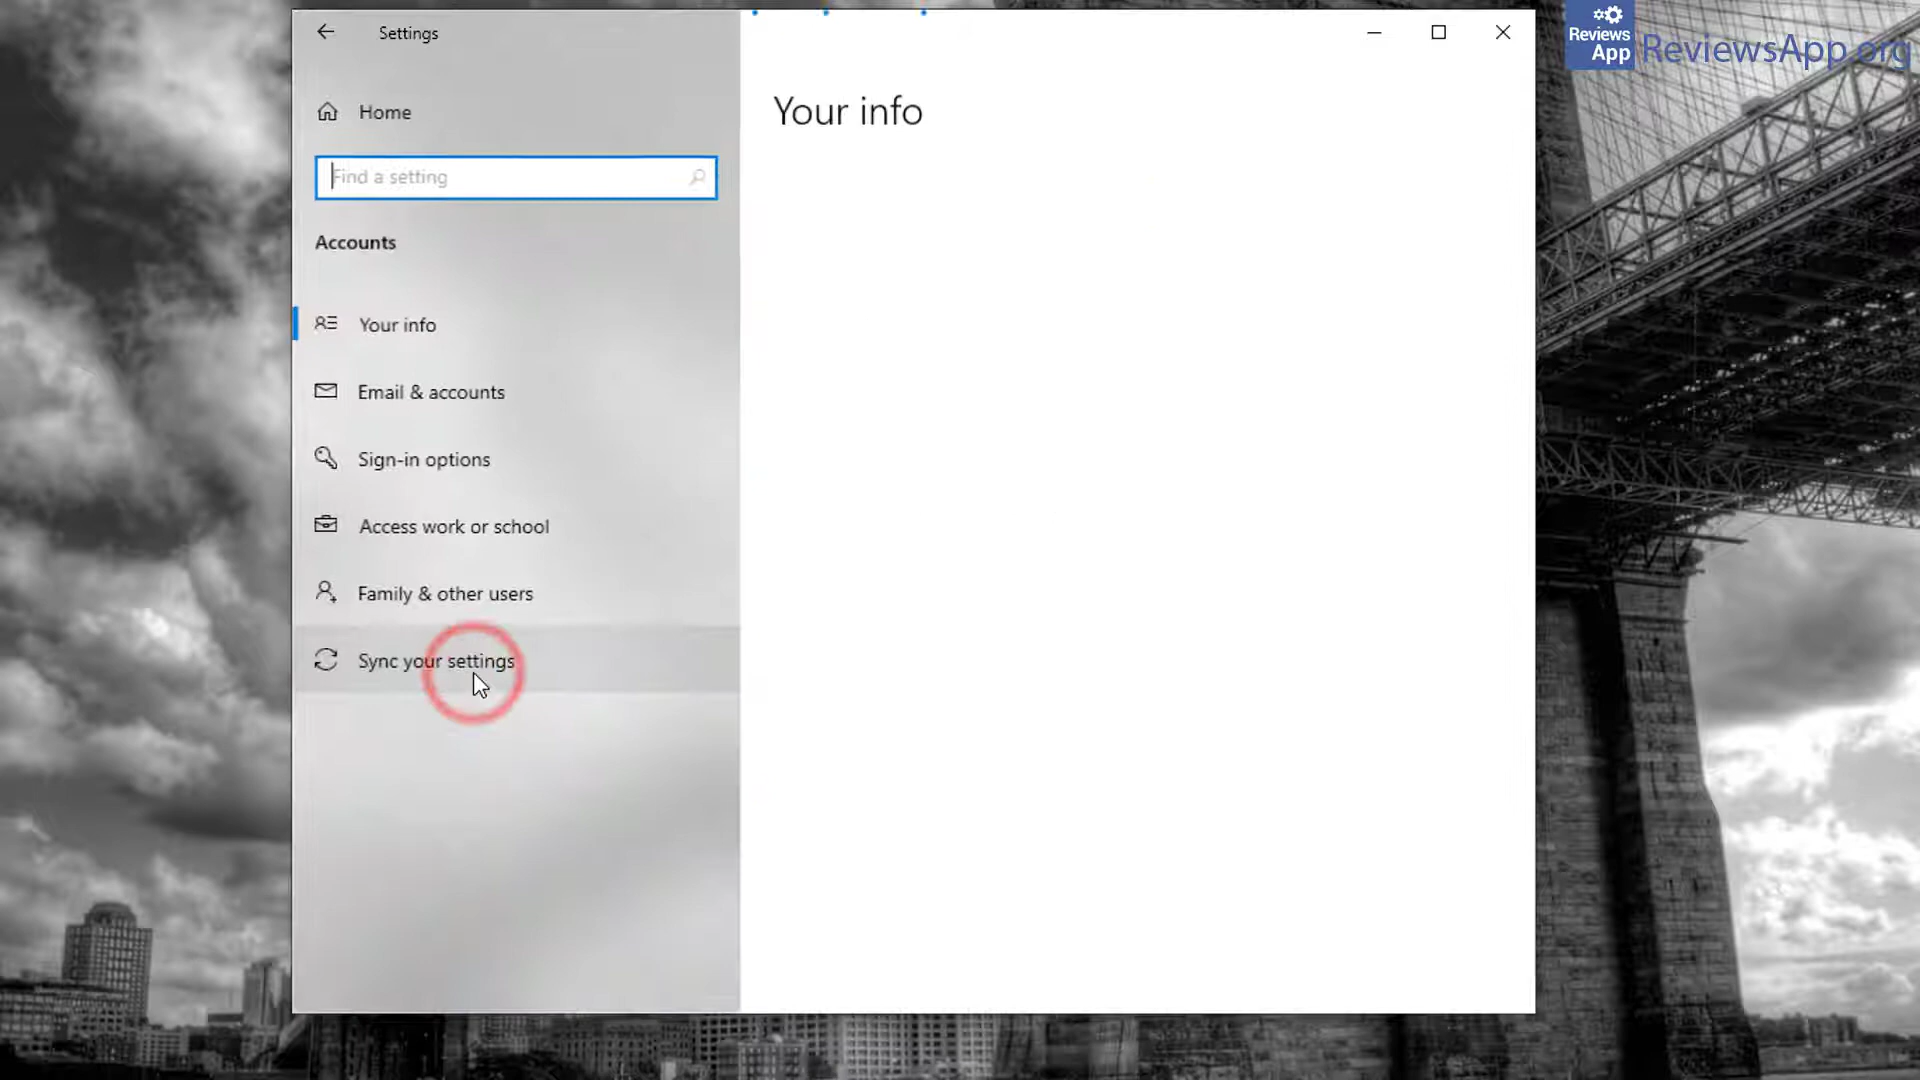 Settings
Reviews
App
ReviewsApp.org
Home
Your info
Find a setting
Accounts
Your info
Email & accounts
Sign-in options
Access work or school
Family & other users
Sync your settings